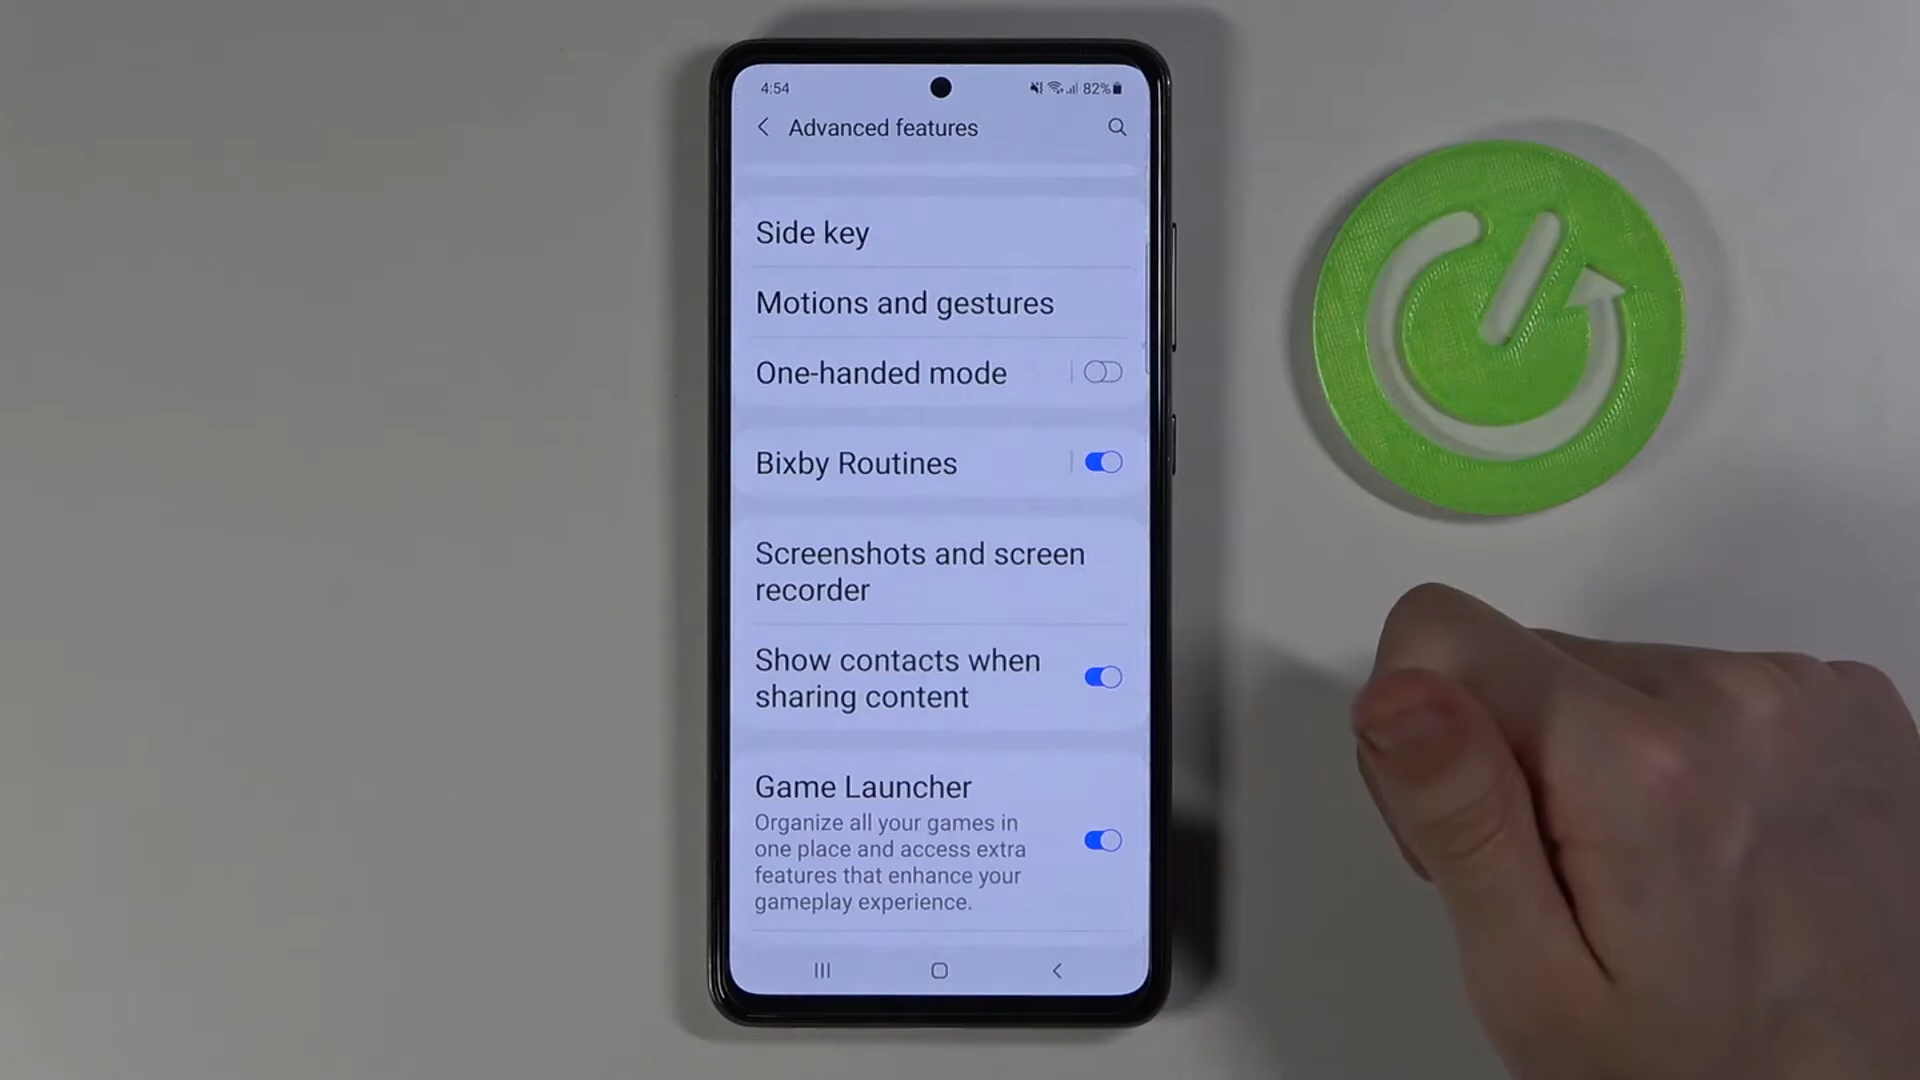 4:54
82%
Advanced features
Side key
Motions and gestures
One-handed mode
Bixby Routines
Screenshots and screen
recorder
Show contacts when
sharing content
Game Launcher
Organize all your games in
one place and access extra
features that enhance your
gameplay experience.